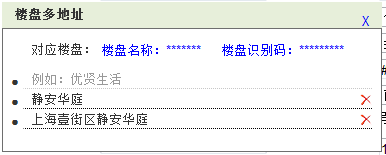 楼盘多地址 X
对应楼盘： 楼盘名称：******* 楼盘识别码：*********
例如：优贤生活
静安华庭
上海壹街区静安华庭